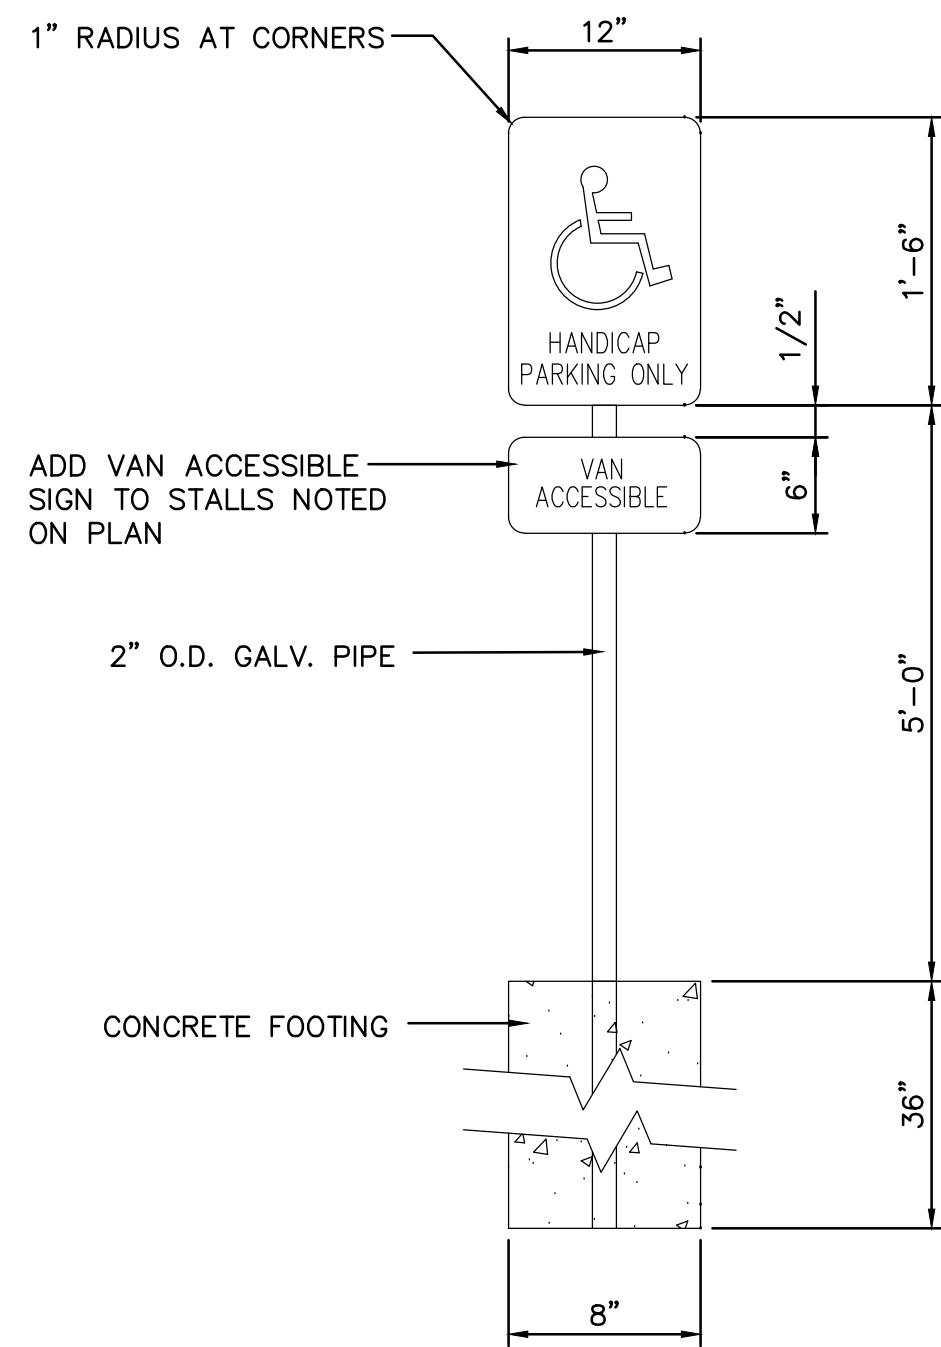 1” RADIUS AT CORNERS
12”
HANDICAP
PARKING ONLY
1'–6”
1/2”
ADD VAN ACCESSIBLE
SIGN TO STALLS NOTED
ON PLAN
VAN
ACCESSIBLE
6”
2” O.D. GALV. PIPE
5'–0”
CONCRETE FOOTING
36”
8”